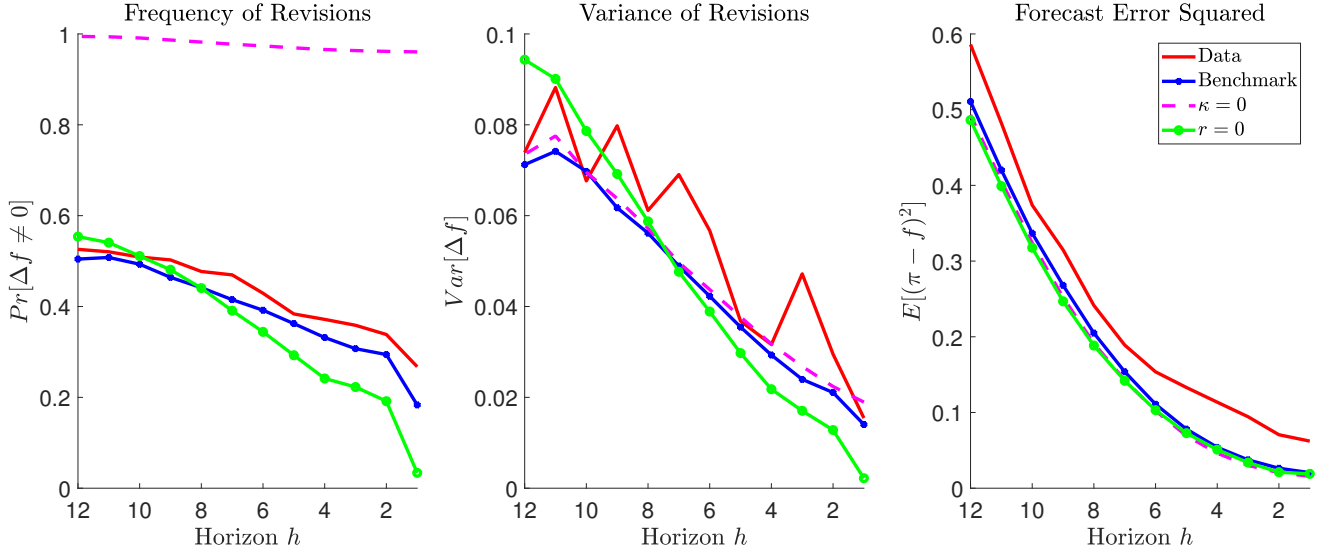 Frequency of Revisions
Pr[Δf ≠ 0]
1
0.8
0.6
0.4
0.2
0
12 10 8 6 4 2
Horizon h
Variance of Revisions
Var[Δf]
0.1
0.08
0.06
0.04
0.02
0
12 10 8 6 4 2
Horizon h
Forecast Error Squared
E[(π − f)²]
0.6
0.5
0.4
0.3
0.2
0.1
0
12 10 8 6 4 2
Horizon h
Data
Benchmark
κ = 0
r = 0